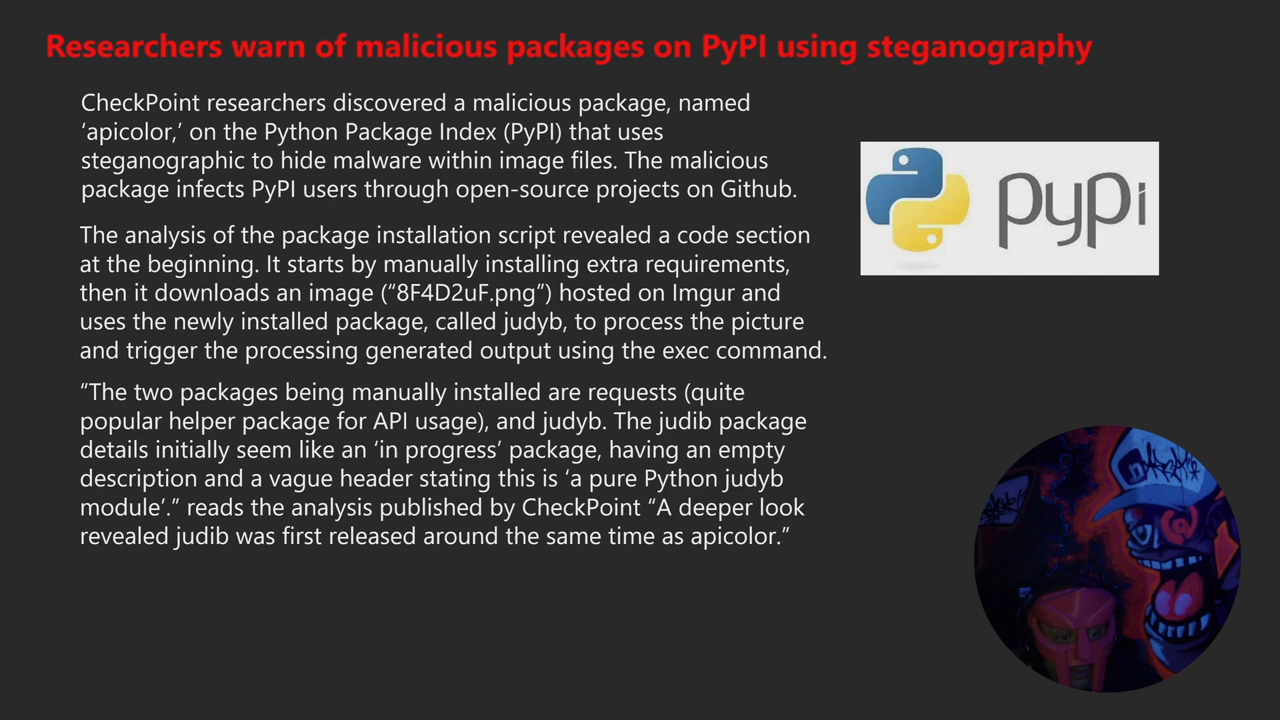 Researchers warn of malicious packages on PyPI using steganography
CheckPoint researchers discovered a malicious package, named
‘apicolor,’ on the Python Package Index (PyPI) that uses
steganographic to hide malware within image files. The malicious
package infects PyPI users through open-source projects on Github.
The analysis of the package installation script revealed a code section
at the beginning. It starts by manually installing extra requirements,
then it downloads an image (“8F4D2uF.png”) hosted on Imgur and
uses the newly installed package, called judyb, to process the picture
and trigger the processing generated output using the exec command.
“The two packages being manually installed are requests (quite
popular helper package for API usage), and judyb. The judib package
details initially seem like an ‘in progress’ package, having an empty
description and a vague header stating this is ‘a pure Python judyb
module’.” reads the analysis published by CheckPoint “A deeper look
revealed judib was first released around the same time as apicolor.”
pypi